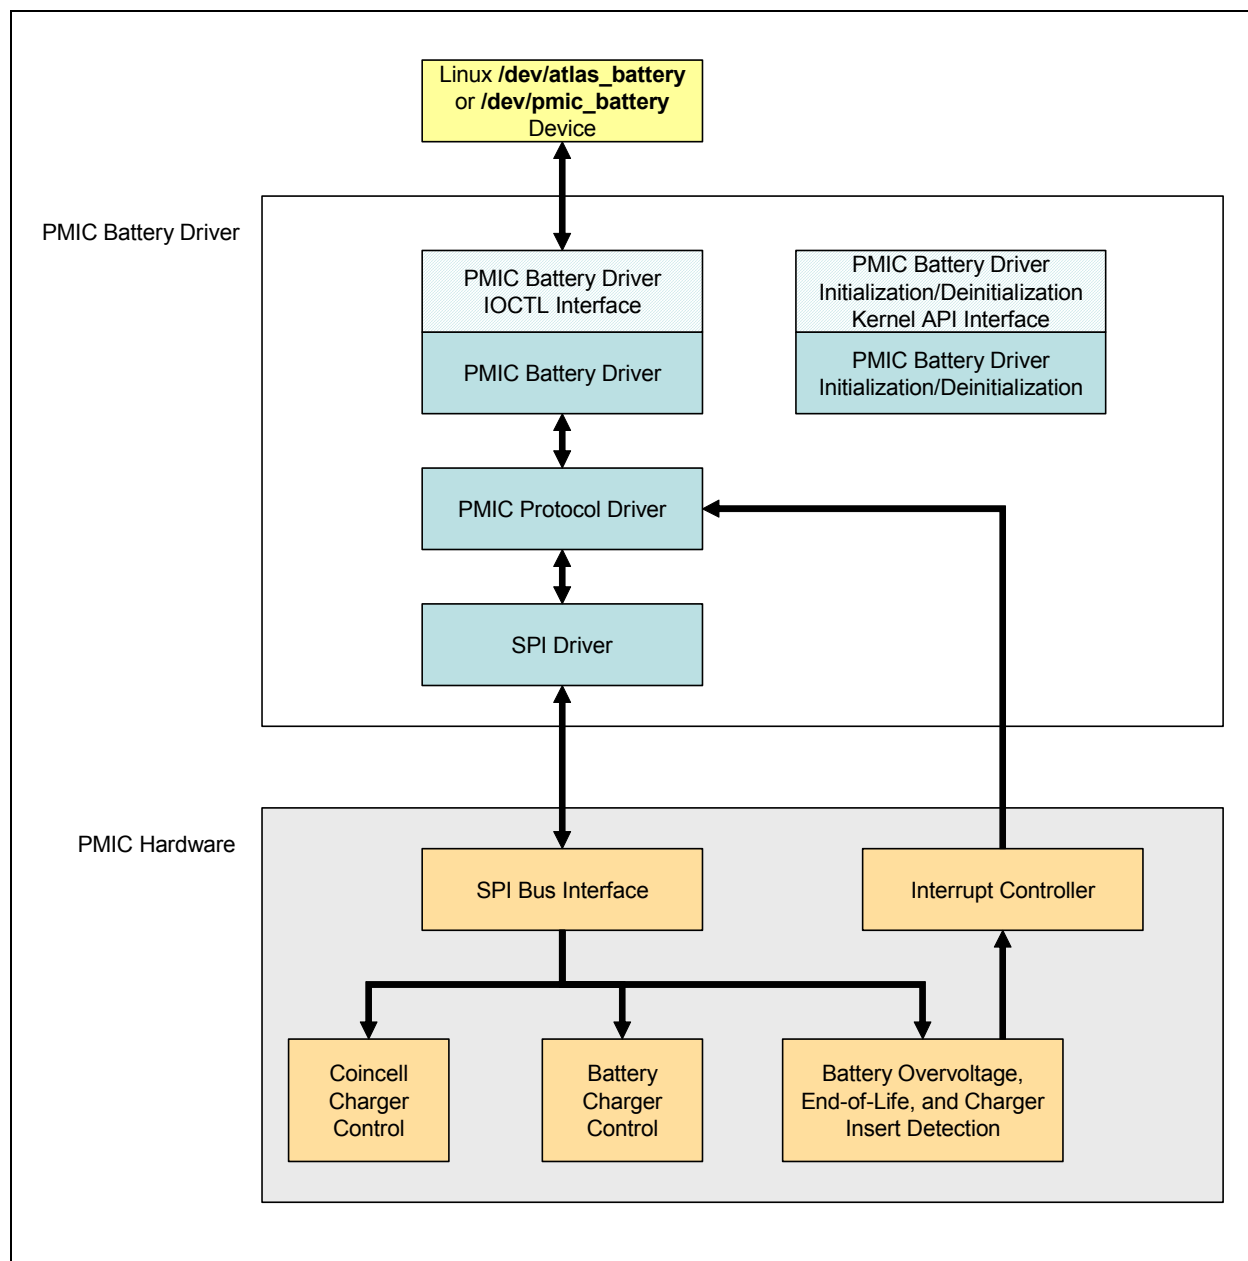 Linux /dev/atlas_battery
or /dev/pmic_battery
Device
PMIC Battery Driver
PMIC Battery Driver
IOCTL Interface
PMIC Battery Driver
Initialization/Deinitialization
Kernel API Interface
PMIC Battery Driver
PMIC Battery Driver
Initialization/Deinitialization
PMIC Protocol Driver
SPI Driver
PMIC Hardware
SPI Bus Interface
Interrupt Controller
Coincell
Charger
Control
Battery
Charger
Control
Battery Overvoltage,
End-of-Life, and Charger
Insert Detection